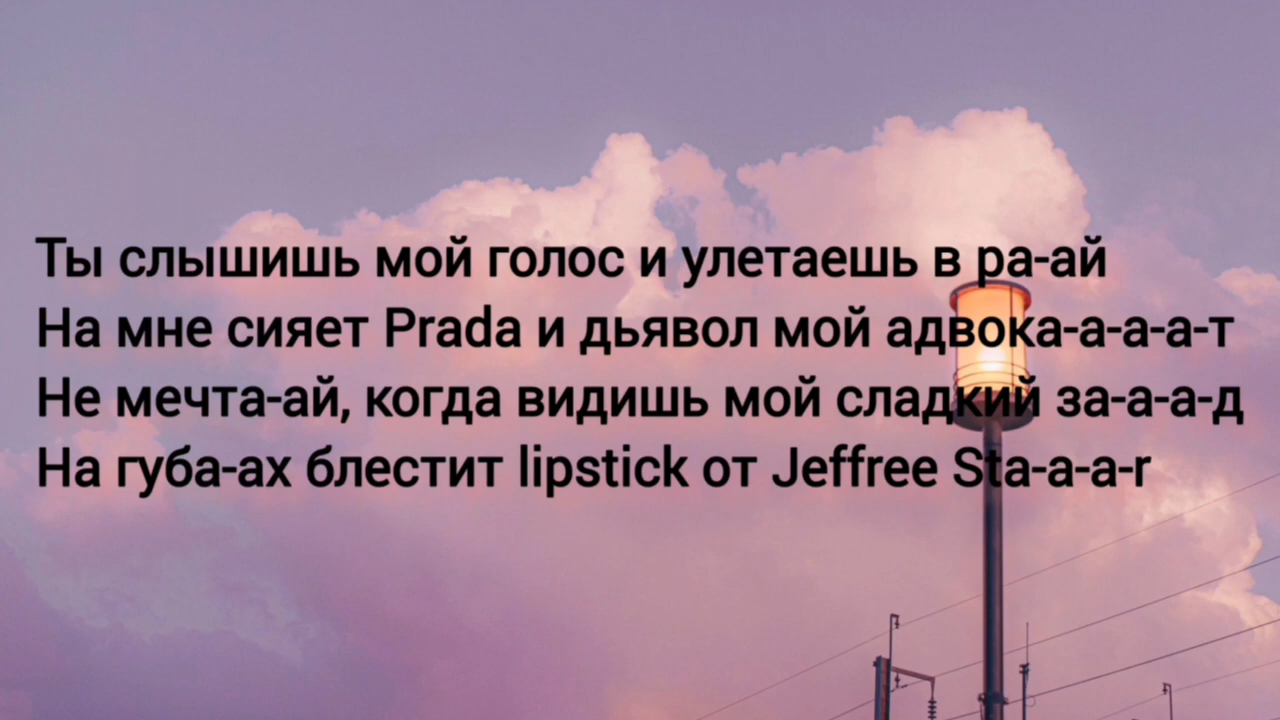 Ты слышишь мой голос и улетаешь в ра-ай
На мне сияет Prada и дьявол мой адвока-а-а-а-т
Не мечта-ай, когда видишь мой сладкий за-а-а-д
На губа-ах блестит lipstick от Jeffree Sta-a-a-r